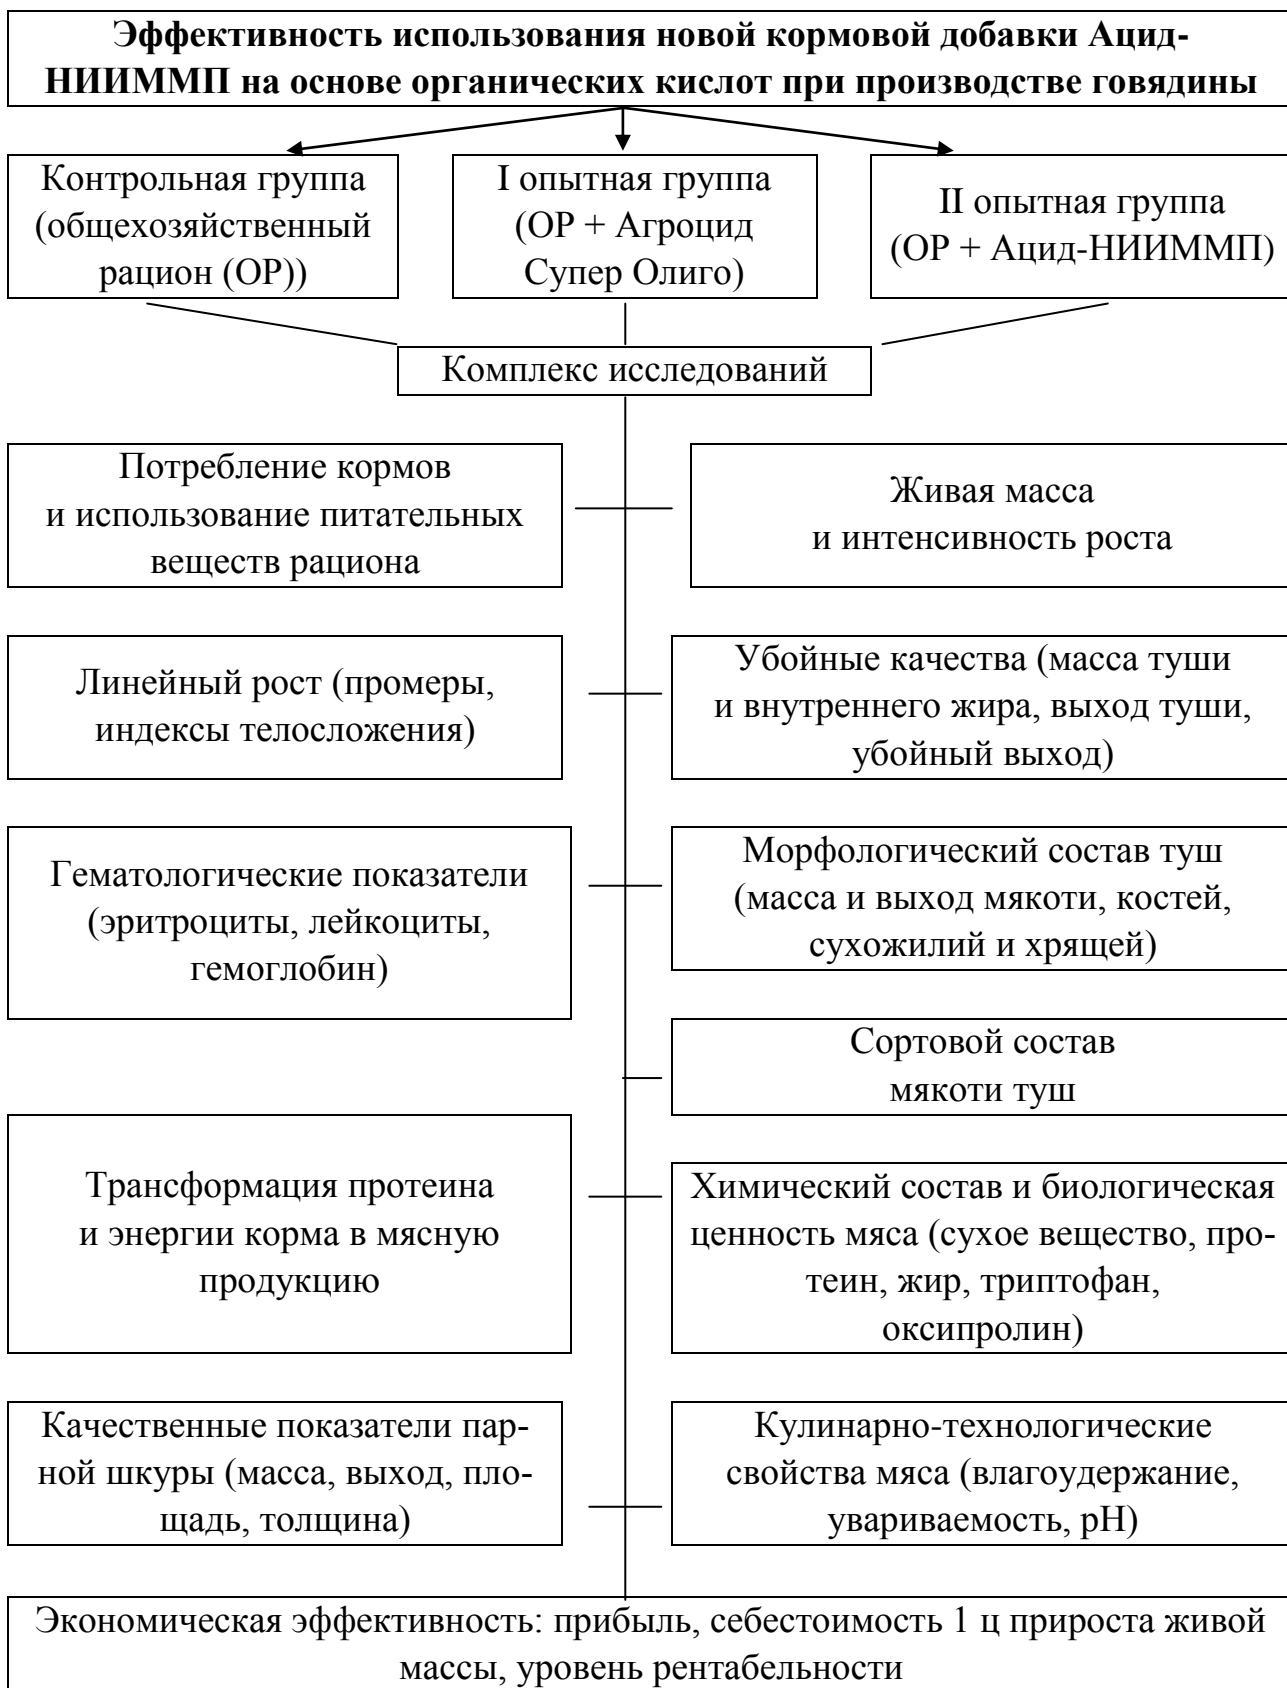 Эффективность использования новой кормовой добавки Ацид-
НИИММП на основе органических кислот при производстве говядины
Контрольная группа
(общехозяйственный
рацион (ОР))
I опытная группа
(ОР + Агроцид
Супер Олиго)
II опытная группа
(ОР + Ацид-НИИММП)
Комплекс исследований
Потребление кормов
и использование питательных
веществ рациона
Живая масса
и интенсивность роста
Линейный рост (промеры,
индексы телосложения)
Убойные качества (масса туши
и внутреннего жира, выход туши,
убойный выход)
Гематологические показатели
(эритроциты, лейкоциты,
гемоглобин)
Морфологический состав туш
(масса и выход мякоти, костей,
сухожилий и хрящей)
Сортовой состав
мякоти туш
Трансформация протеина
и энергии корма в мясную
продукцию
Химический состав и биологическая
ценность мяса (сухое вещество, про-
теин, жир, триптофан,
оксипролин)
Качественные показатели пар-
ной шкуры (масса, выход, пло-
щадь, толщина)
Кулинарно-технологические
свойства мяса (влагоудержание,
увариваемость, рН)
Экономическая эффективность: прибыль, себестоимость 1 ц прироста живой
массы, уровень рентабельности